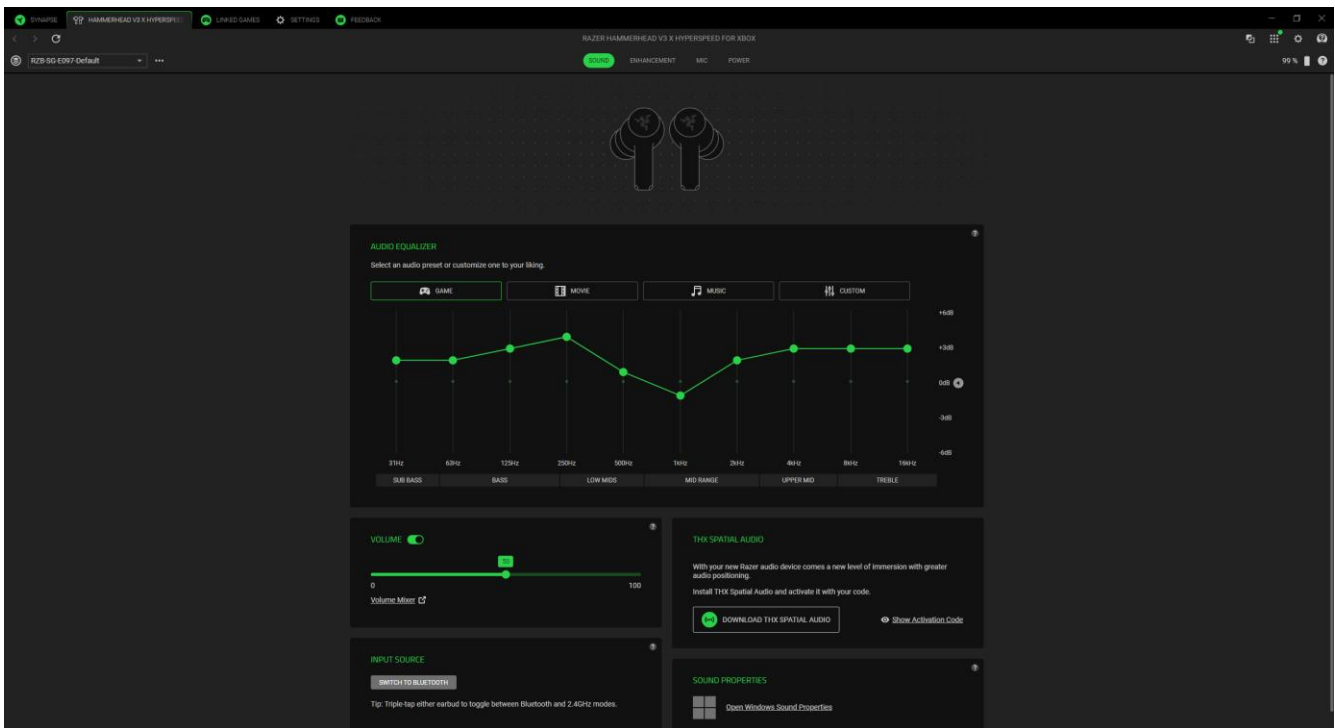 SYNAPSE HAMMERHEAD V3 X HYPERSPEE LINKED GAMES SETTINGS FEEDBACK
RAZER HAMMERHEAD V3 X HYPERSPEED FOR XBOX
RZB-SG-E097-Default SOUND ENHANCEMENT MIC POWER 99 %
AUDIO EQUALIZER
Select an audio preset or customize one to your liking.
GAME MOVIE MUSIC CUSTOM
+6dB
+3dB
0dB
-3dB
-6dB
31Hz 63Hz 125Hz 250Hz 500Hz 1kHz 2kHz 4kHz 8kHz 16kHz
SUB BASS BASS LOW MIDS MID RANGE UPPER MID TREBLE
VOLUME
50
0 100
Volume Mixer
THX SPATIAL AUDIO
With your new Razer audio device comes a new level of immersion with greater
audio positioning.
Install THX Spatial Audio and activate it with your code.
DOWNLOAD THX SPATIAL AUDIO Show Activation Code
INPUT SOURCE
SWITCH TO BLUETOOTH
Tip: Triple-tap either earbud to toggle between Bluetooth and 2.4GHz modes.
SOUND PROPERTIES
Open Windows Sound Properties